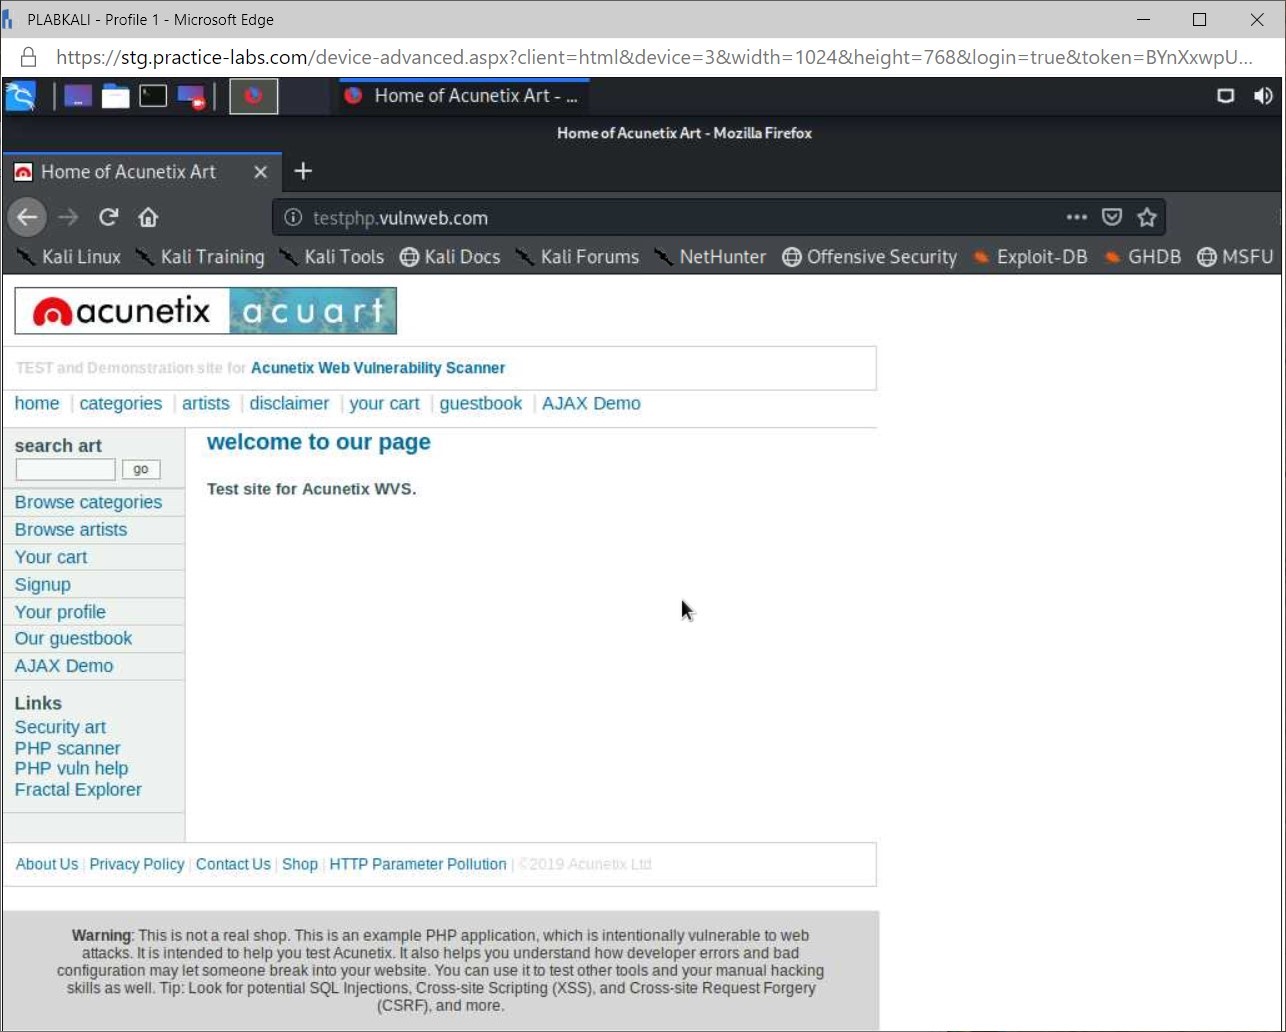 PLABKALI - Profile 1 - Microsoft Edge
https://stg.practice-labs.com/device-advanced.aspx?client=html&device=3&width=1024&height=768&login=true&token=BYnXxwpU...
Home of Acunetix Art - ...
Home of Acunetix Art - Mozilla Firefox
Home of Acunetix Art
testphp.vulnweb.com
Kali Linux Kali Training Kali Tools Kali Docs Kali Forums NetHunter Offensive Security Exploit-DB GHDB MSFU
acunetix acuart
TEST and Demonstration site for Acunetix Web Vulnerability Scanner
home | categories | artists | disclaimer | your cart | guestbook | AJAX Demo
search art
go
Browse categories
Browse artists
Your cart
Signup
Your profile
Our guestbook
AJAX Demo
Links
Security art
PHP scanner
PHP vuln help
Fractal Explorer
welcome to our page
Test site for Acunetix WVS.
About Us | Privacy Policy | Contact Us | Shop | HTTP Parameter Pollution | ©2019 Acunetix Ltd
Warning: This is not a real shop. This is an example PHP application, which is intentionally vulnerable to web
attacks. It is intended to help you test Acunetix. It also helps you understand how developer errors and bad
configuration may let someone break into your website. You can use it to test other tools and your manual hacking
skills as well. Tip: Look for potential SQL Injections, Cross-site Scripting (XSS), and Cross-site Request Forgery
(CSRF), and more.